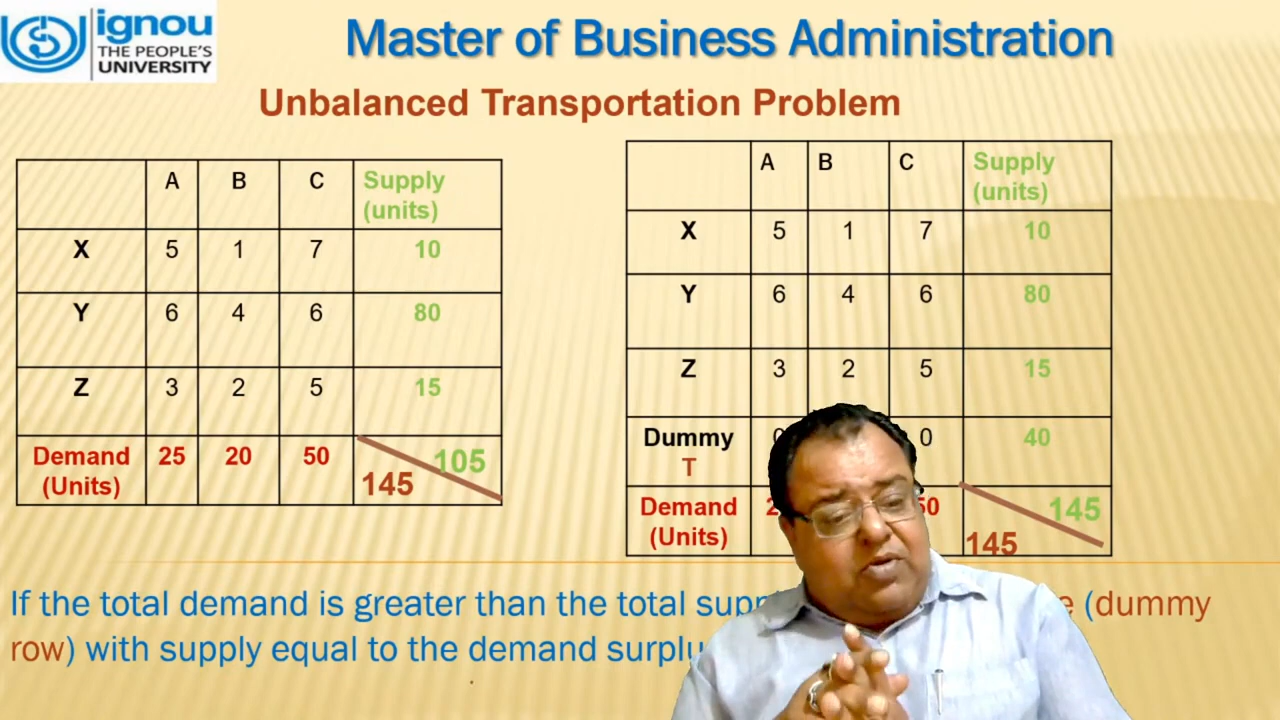 ignou
THE PEOPLE'S
UNIVERSITY
Master of Business Administration
Unbalanced Transportation Problem
A B C Supply
(units)
X 5 1 7 10
Y 6 4 6 80
Z 3 2 5 15
Demand 25 20 50 105
(Units) 145
A B C Supply
(units)
X 5 1 7 10
Y 6 4 6 80
Z 3 2 5 15
Dummy 0 40
T
Demand 145
(Units) 145
If the total demand is greater than the total (dummy
row) with supply equal to the demand